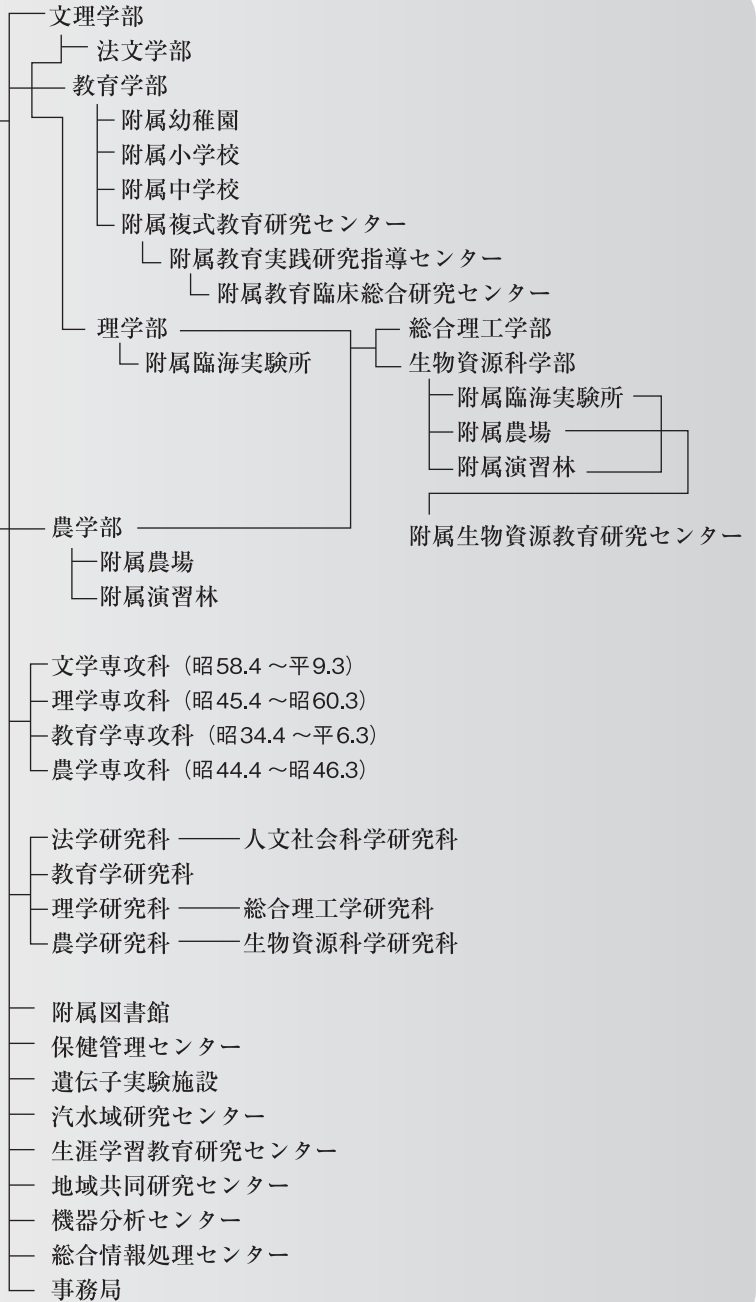 文理学部
法文学部
教育学部
附属幼稚園
附属小学校
附属中学校
附属複式教育研究センター
附属教育実践研究指導センター
附属教育臨床総合研究センター
理学部 総合理工学部
附属臨海実験所 生物資源科学部
附属臨海実験所
附属農場
附属演習林
農学部 附属生物資源教育研究センター
附属農場
附属演習林
文学専攻科（昭58.4～平9.3）
理学専攻科（昭45.4～昭60.3）
教育学専攻科（昭34.4～平6.3）
農学専攻科（昭44.4～昭46.3）
法学研究科 人文社会科学研究科
教育学研究科
理学研究科 総合理工学研究科
農学研究科 生物資源科学研究科
附属図書館
保健管理センター
遺伝子実験施設
汽水域研究センター
生涯学習教育研究センター
地域共同研究センター
機器分析センター
総合情報処理センター
事務局